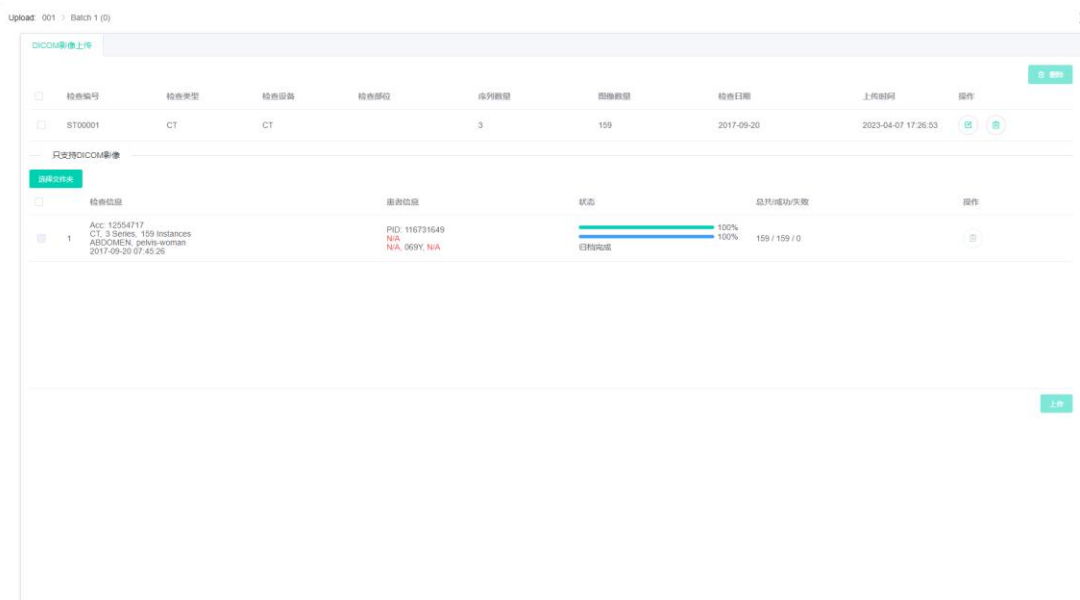 Upload: 001 > Batch 1 (0)
DICOM影像上传
删除
检查编号 检查类型 检查设备 检查部位 序列数量 图像数量 检查日期 上传时间 操作
ST00001 CT CT 3 159 2017-09-20 2023-04-07 17:26:53
只支持DICOM影像
选择文件夹
检查信息 患者信息 状态 总共/成功/失败 操作
1
Acc: 12554717
CT, 3 Series, 159 Instances
ABDOMEN, pelvis-woman
2017-09-20 07:45:26
PID: 116731649
N/A
N/A, 069Y, N/A
100%
100%
归档完成
159 / 159 / 0
上传